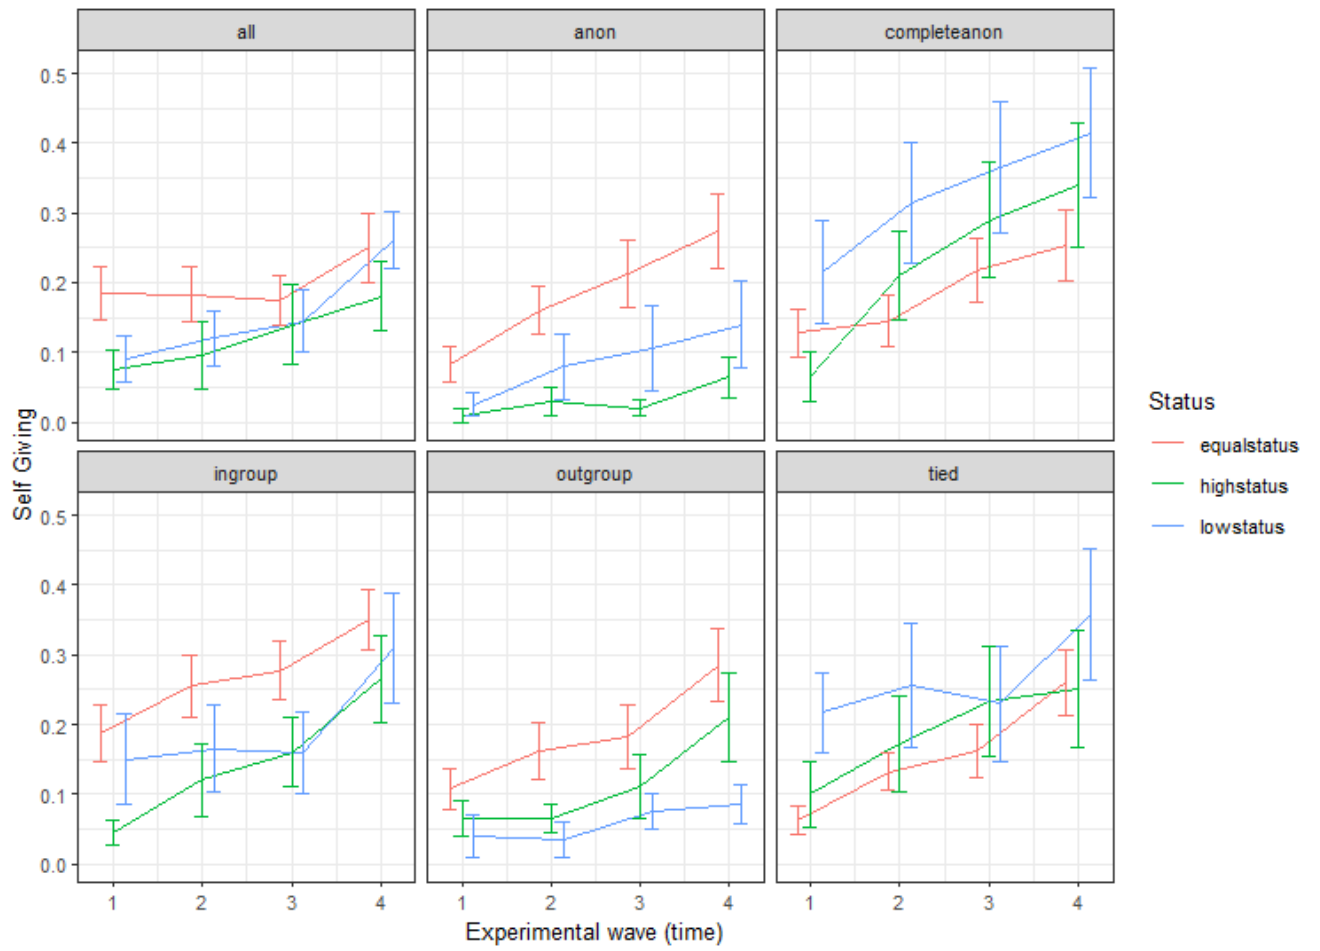 all anon completeanon
0.5
0.4
0.3
0.2
0.1
0.0
Self Giving
ingroup outgroup tied
0.5
0.4
0.3
0.2
0.1
0.0
1 2 3 4 1 2 3 4 1 2 3 4
Experimental wave (time)
Status
equalstatus
highstatus
lowstatus